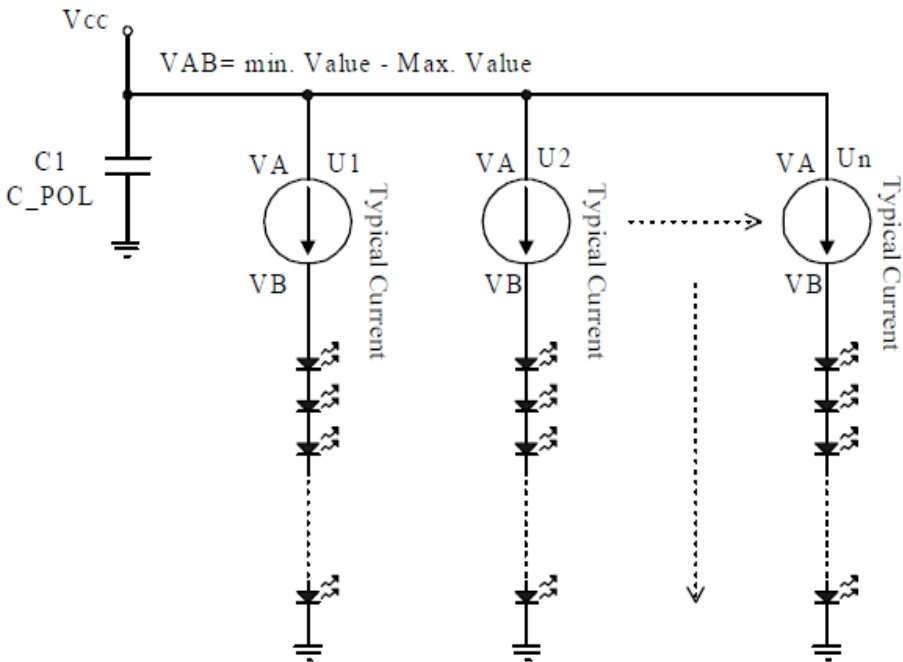 Vcc
VAB= min. Value - Max. Value
C1
C_POL
VA
U1
Typical Current
VB
VA
U2
Typical Current
VB
VA
Un
Typical Current
VB